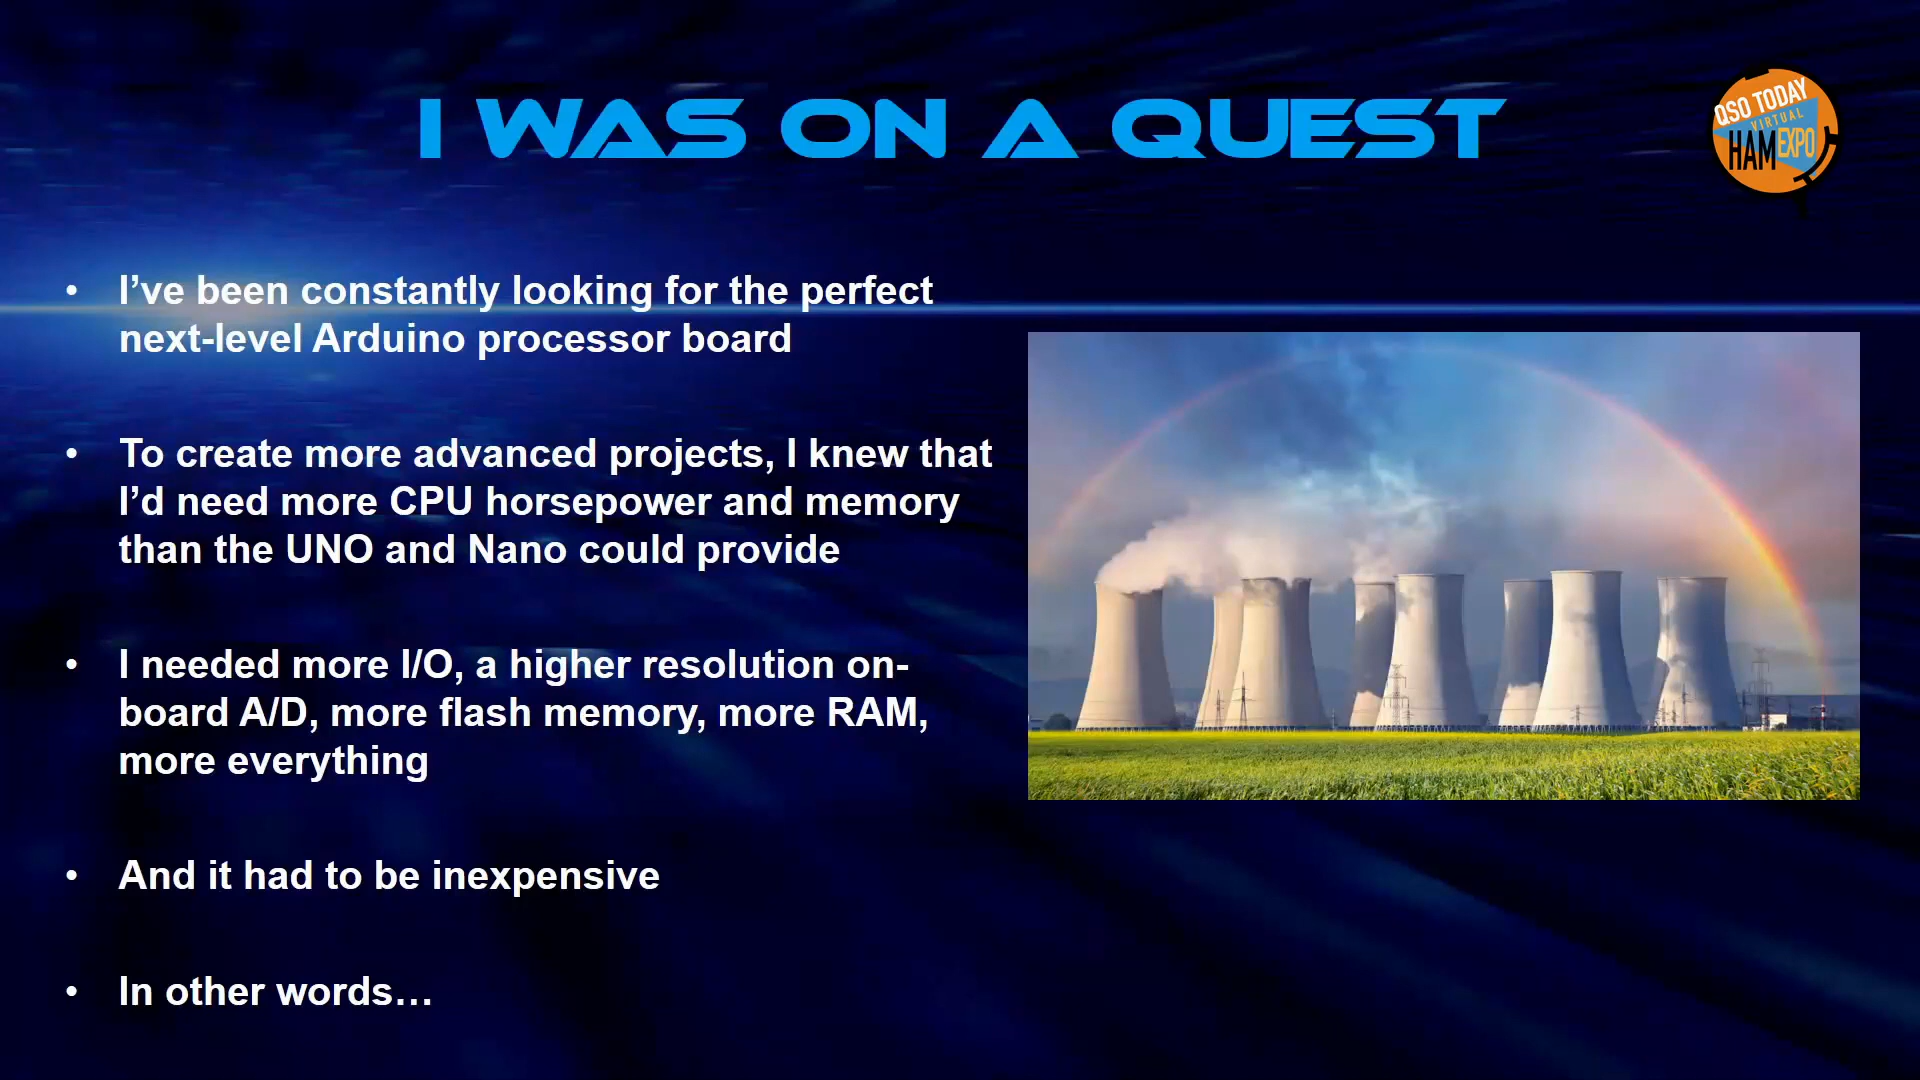 I WAS ON A QUEST
QSO TODAY
VIRTUAL
HAM EXPO
• I’ve been constantly looking for the perfect
next-level Arduino processor board
• To create more advanced projects, I knew that
I’d need more CPU horsepower and memory
than the UNO and Nano could provide
• I needed more I/O, a higher resolution on-
board A/D, more flash memory, more RAM,
more everything
• And it had to be inexpensive
• In other words…